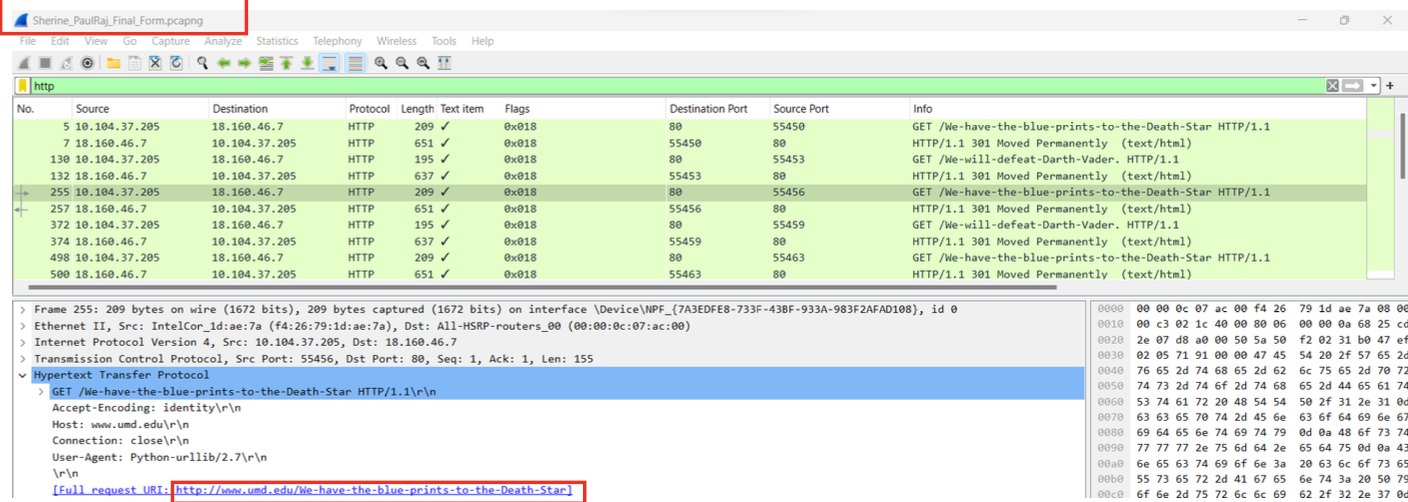 Sherine_PaulRaj_Final_Form.pcapng
File Edit View Go Capture Analyze Statistics Telephony Wireless Tools Help
http
No. Source Destination Protocol Length Text item Flags Destination Port Source Port Info
5 10.104.37.205 18.160.46.7 HTTP 209 ✓ 0x018 80 55450 GET /We-have-the-blue-prints-to-the-Death-Star HTTP/1.1
7 18.160.46.7 10.104.37.205 HTTP 651 ✓ 0x018 55450 80 HTTP/1.1 301 Moved Permanently (text/html)
130 10.104.37.205 18.160.46.7 HTTP 195 ✓ 0x018 80 55453 GET /We-will-defeat-Darth-Vader. HTTP/1.1
132 18.160.46.7 10.104.37.205 HTTP 637 ✓ 0x018 55453 80 HTTP/1.1 301 Moved Permanently (text/html)
255 10.104.37.205 18.160.46.7 HTTP 209 ✓ 0x018 80 55456 GET /We-have-the-blue-prints-to-the-Death-Star HTTP/1.1
257 18.160.46.7 10.104.37.205 HTTP 651 ✓ 0x018 55456 80 HTTP/1.1 301 Moved Permanently (text/html)
372 10.104.37.205 18.160.46.7 HTTP 195 ✓ 0x018 80 55459 GET /We-will-defeat-Darth-Vader. HTTP/1.1
374 18.160.46.7 10.104.37.205 HTTP 637 ✓ 0x018 55459 80 HTTP/1.1 301 Moved Permanently (text/html)
498 10.104.37.205 18.160.46.7 HTTP 209 ✓ 0x018 80 55463 GET /We-have-the-blue-prints-to-the-Death-Star HTTP/1.1
500 18.160.46.7 10.104.37.205 HTTP 651 ✓ 0x018 55463 80 HTTP/1.1 301 Moved Permanently (text/html)
Frame 255: 209 bytes on wire (1672 bits), 209 bytes captured (1672 bits) on interface \Device\NPF_{7A3EDFE8-733F-43BF-933A-983F2AFAD108}, id 0
Ethernet II, Src: IntelCor_1d:ae:7a (f4:26:79:1d:ae:7a), Dst: All-HSRP-routers_00 (00:00:0c:07:ac:00)
Internet Protocol Version 4, Src: 10.104.37.205, Dst: 18.160.46.7
Transmission Control Protocol, Src Port: 55456, Dst Port: 80, Seq: 1, Ack: 1, Len: 155
Hypertext Transfer Protocol
GET /We-have-the-blue-prints-to-the-Death-Star HTTP/1.1\r\n
Accept-Encoding: identity\r\n
Host: www.umd.edu\r\n
Connection: close\r\n
User-Agent: Python-urllib/2.7\r\n
\r\n
[Full request URI: http://www.umd.edu/We-have-the-blue-prints-to-the-Death-Star]
0000 00 00 0c 07 ac 00 f4 26 79 1d ae 7a 08 00
0010 00 c3 02 1c 40 00 80 06 00 00 0a 68 25 cd
0020 2e 07 d8 a0 00 50 5a 50 f2 02 31 b0 47 ef
0030 02 05 71 91 00 00 47 45 54 20 2f 57 65 2d
0040 76 65 2d 74 68 65 2d 62 6c 75 65 2d 70 72
0050 74 73 2d 74 6f 2d 74 68 65 2d 44 65 61 74
0060 53 74 61 72 20 48 54 54 50 2f 31 2e 31 0d
0070 63 63 65 70 74 2d 45 6e 63 6f 64 69 6e 67
0080 69 64 65 6e 74 69 74 79 0d 0a 48 6f 73 74
0090 77 77 77 2e 75 6d 64 2e 65 64 75 0d 0a 43
00a0 6e 65 63 74 69 6f 6e 3a 20 63 6c 6f 73 65
00b0 55 73 65 72 2d 41 67 65 6e 74 3a 20 50 79
00c0 6f 6e 2d 75 72 6c 6c 69 62 2f 32 2e 37 0d